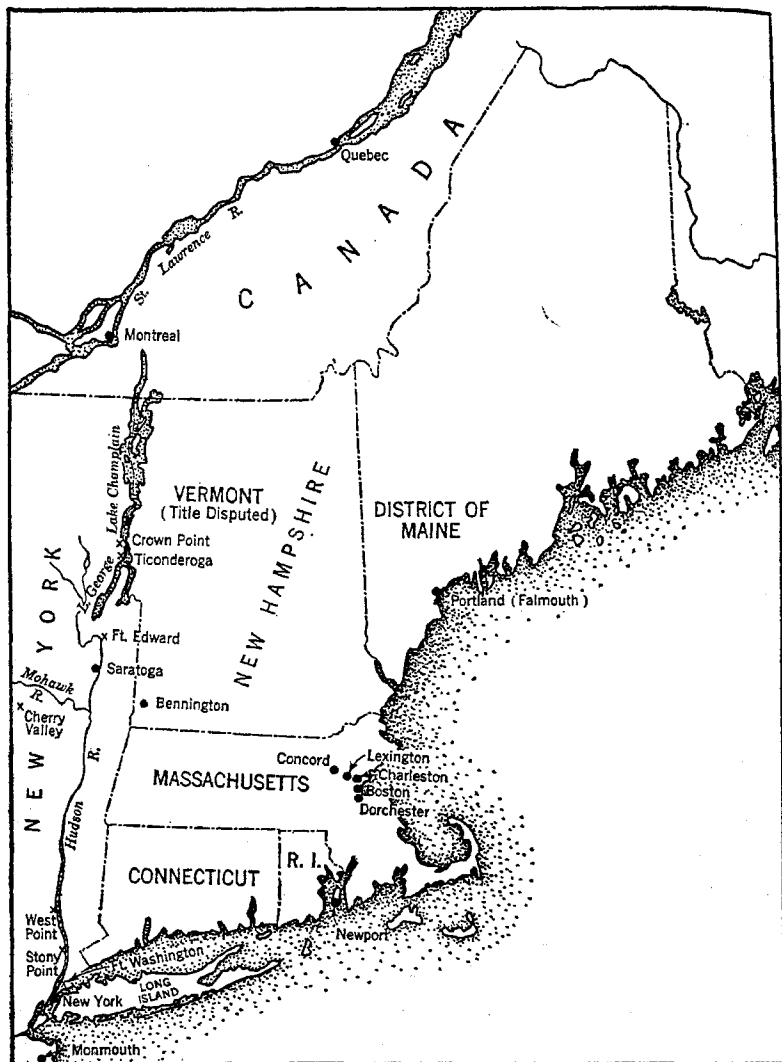 Quebec
St. Lawrence R.
CANADA
Montreal
Lake Champlain
VERMONT
(Title Disputed)
NEW HAMPSHIRE
DISTRICT OF
MAINE
Crown Point
Ticonderoga
L. George
Portland (Falmouth)
NEW YORK
Ft. Edward
Saratoga
Mohawk
R.
Cherry
Valley
Bennington
Hudson R.
Concord
Lexington
Charleston
Boston
Dorchester
MASSACHUSETTS
R. I.
CONNECTICUT
West
Point
Newport
Stony
Point
Ft. Washington
LONG
ISLAND
New York
Monmouth